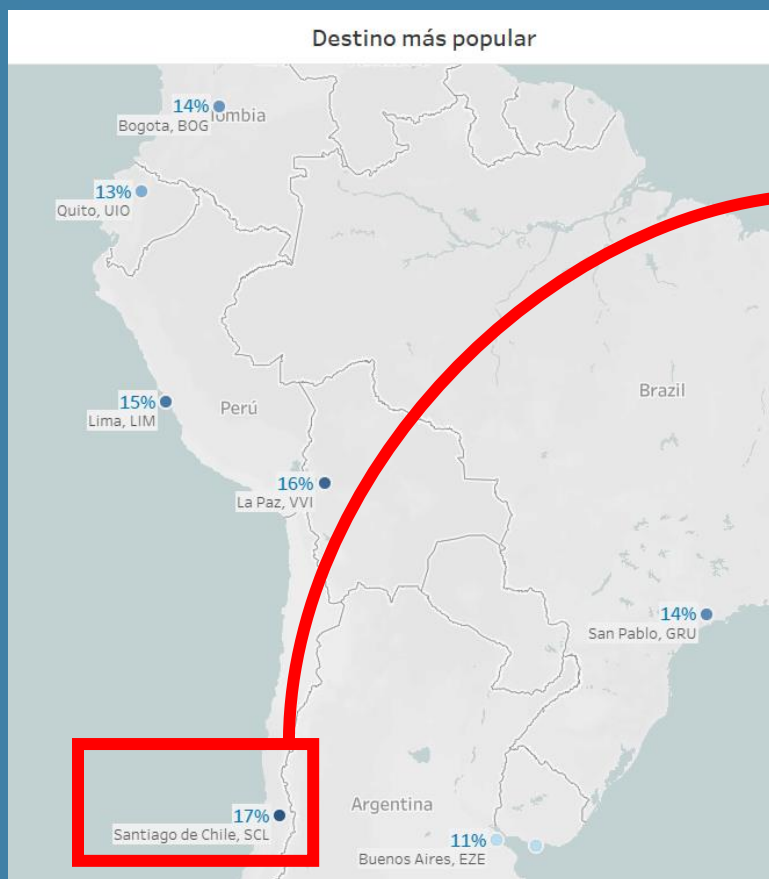 Destino más popular
14%
Bogota, BOG
lombia
13%
Quito, UIO
15%
Lima, LIM
Perú
Brazil
16%
La Paz, VVI
14%
San Pablo, GRU
17%
Santiago de Chile, SCL
Argentina
11%
Buenos Aires, EZE